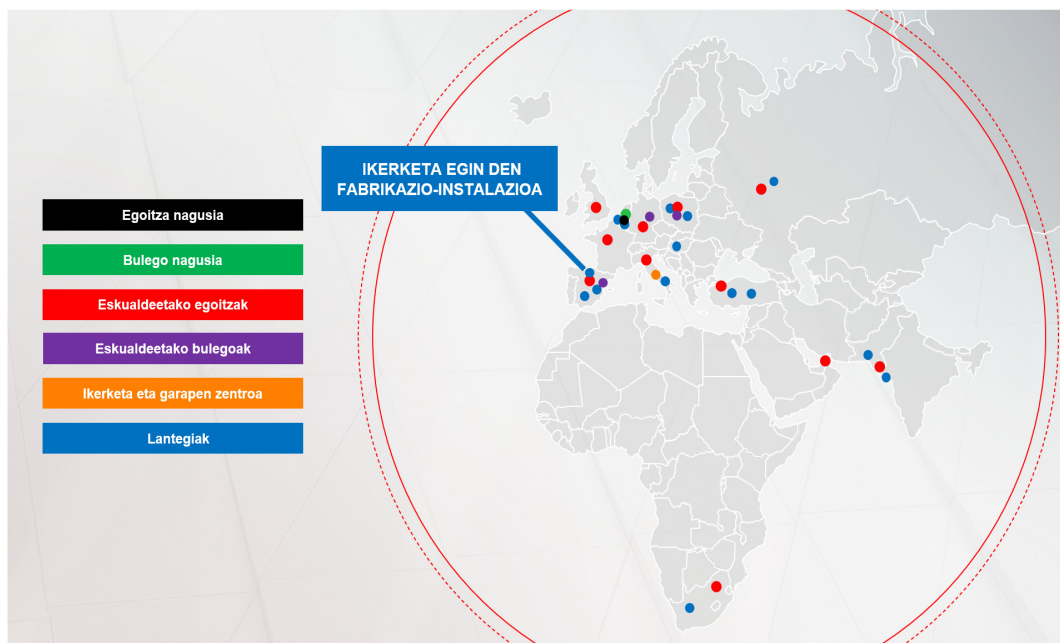 IKERKETA EGIN DEN
FABRIKAZIO-INSTALAZIOA
Egoitza nagusia
Bulego nagusia
Eskualdeetako egoitzak
Eskualdeetako bulegoak
Ikerketa eta garapen zentroa
Lantegiak